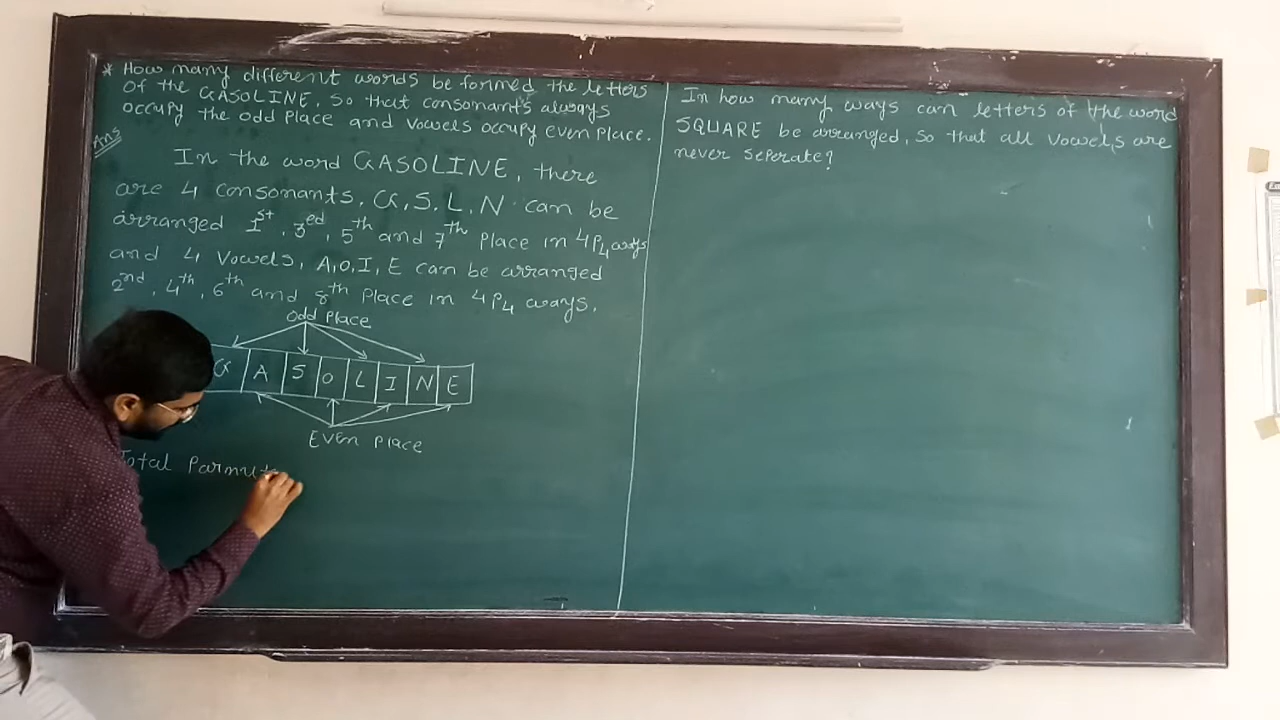 * How many different words be formed the letters
of the GASOLINE, so that consonant's always
occupy the odd place and vowels occupy even place.
Ans
In the word GASOLINE, there
are 4 consonants, G, S, L, N can be
arranged 1st, 3ed, 5th and 7th place in 4P4 ways
and 4 vowels, A, O, I, E can be arranged
2nd, 4th, 6th and 8th place in 4P4 ways.
Odd Place
G A S O L I N E
Even Place
Total Parmut
In how many ways can letters of the word
SQUARE be arranged, so that all vowels are
never seperate?